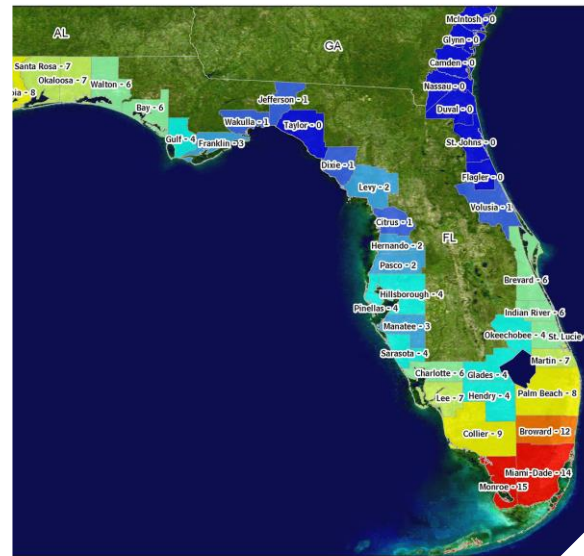 McIntosh - 0
AL
Glynn - 0
GA
Camden - 0
Santa Rosa - 7
Okaloosa - 7
Walton - 6
bia - 8
Nassau - 0
Jefferson - 1
Bay - 6
Duval - 0
Wakulla - 1
Taylor - 0
Gulf - 4
Franklin - 3
St. Johns - 0
Dixie - 1
Flagler - 0
Levy - 2
Volusia - 1
Citrus - 1
FL
Hernando - 2
Pasco - 2
Brevard - 6
Hillsborough - 4
Pinellas - 4
Indian River - 6
Manatee - 3
Okeechobee - 4
St. Lucie
Sarasota - 4
Martin - 7
Charlotte - 6
Glades - 4
Lee - 7
Hendry - 4
Palm Beach - 8
Collier - 9
Broward - 12
Miami-Dade - 14
Monroe - 15